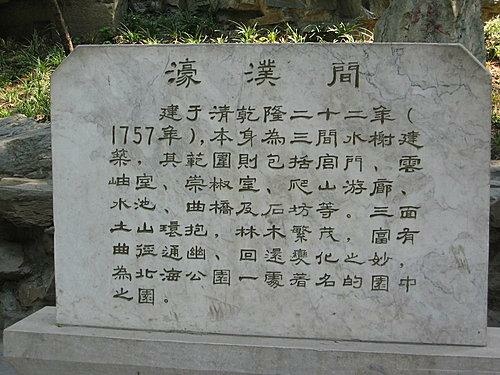 濠濮間
建于清乾隆二十二年(
1757年),本身為三間水榭建
築,其範圍則包括宮門、雲
岫室、崇椒室、爬山游廊、
水池、曲橋及石坊等。三面
土山環抱,林木繁茂,富有
曲徑通幽、回還變化之妙,
為北海公園一處著名的園中
之園。